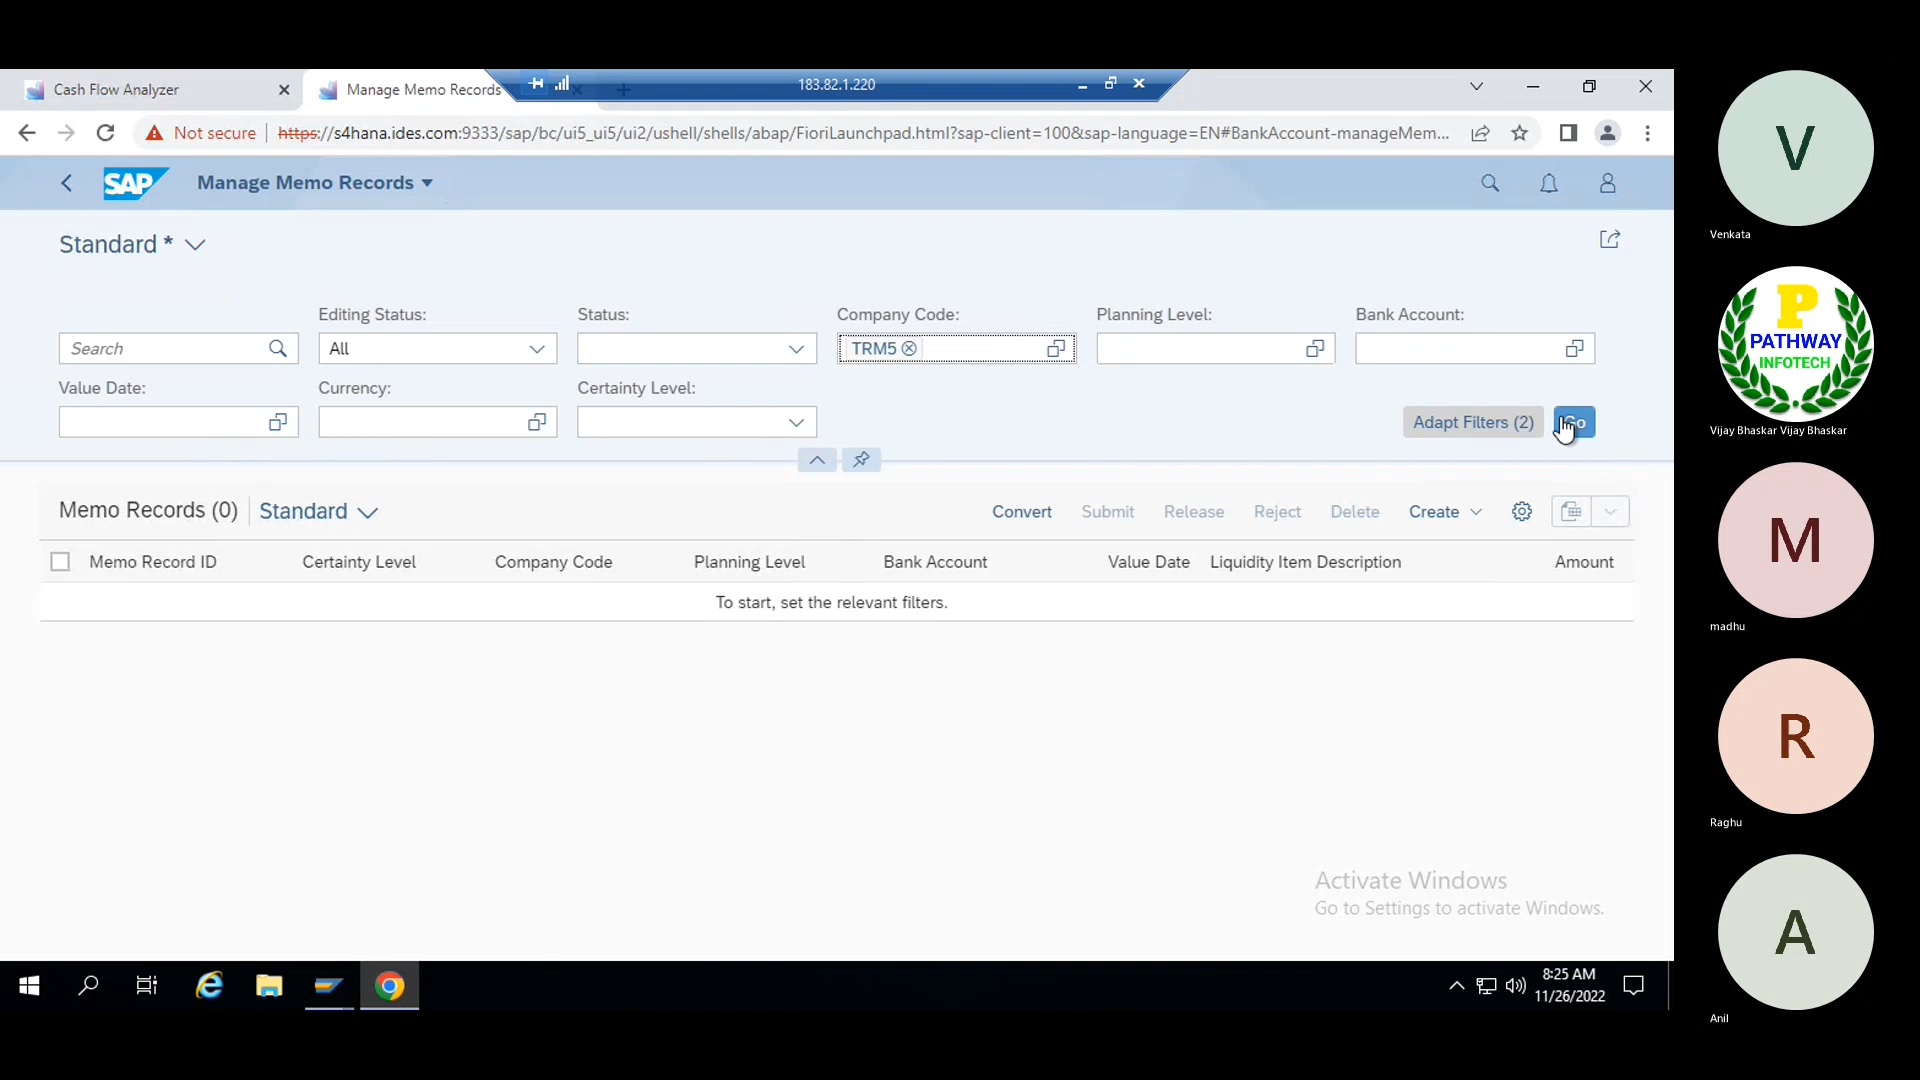 Cash Flow Analyzer
Manage Memo Records
183.82.1.220
Not secure
https://s4hana.ides.com:9333/sap/bc/ui5_ui5/ui2/ushell/shells/abap/FioriLaunchpad.html?sap-client=100&sap-language=EN#BankAccount-manageMem...
SAP
Manage Memo Records
Standard *
Editing Status:
Status:
Company Code:
Planning Level:
Bank Account:
Search
All
TRM5
Value Date:
Currency:
Certainty Level:
Adapt Filters (2)
Go
Memo Records (0)
Standard
Convert
Submit
Release
Reject
Delete
Create
Memo Record ID
Certainty Level
Company Code
Planning Level
Bank Account
Value Date
Liquidity Item Description
Amount
To start, set the relevant filters.
Activate Windows
Go to Settings to activate Windows.
8:25 AM
11/26/2022
V
Venkata
P
PATHWAY
INFOTECH
Vijay Bhaskar Vijay Bhaskar
M
madhu
R
Raghu
A
Anil